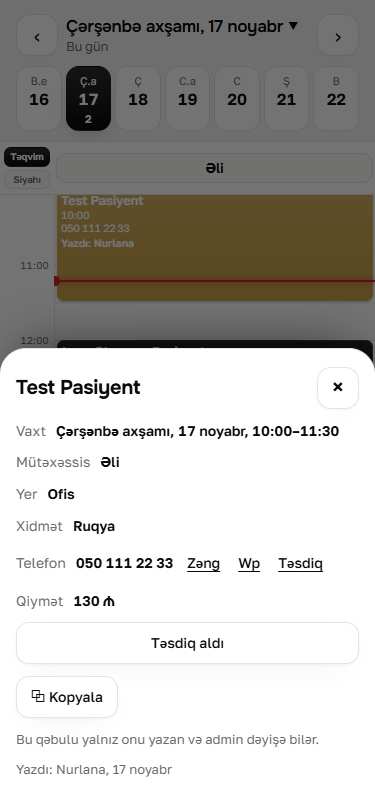 ‹
Çərşənbə axşamı, 17 noyabr ▼
Bu gün
›
B.e
16
Ç.a
17
2
Ç
18
C.a
19
C
20
Ş
21
B
22
Təqvim
Siyahı
Əli
Test Pasiyent
10:00
050 111 22 33
Yazdı: Nurlana
11:00
12:00
Test Pasiyent
×
Vaxt Çərşənbə axşamı, 17 noyabr, 10:00–11:30
Mütəxəssis Əli
Yer Ofis
Xidmət Ruqya
Telefon 050 111 22 33 Zəng Wp Təsdiq
Qiymət 130 ₼
Təsdiq aldı
Kopyala
Bu qəbulu yalnız onu yazan və admin dəyişə bilər.
Yazdı: Nurlana, 17 noyabr